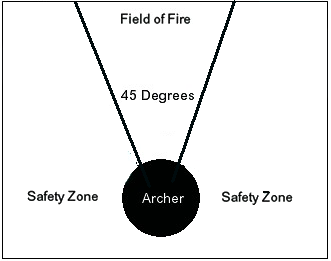 Field of Fire
45 Degrees
Safety Zone
Archer
Safety Zone